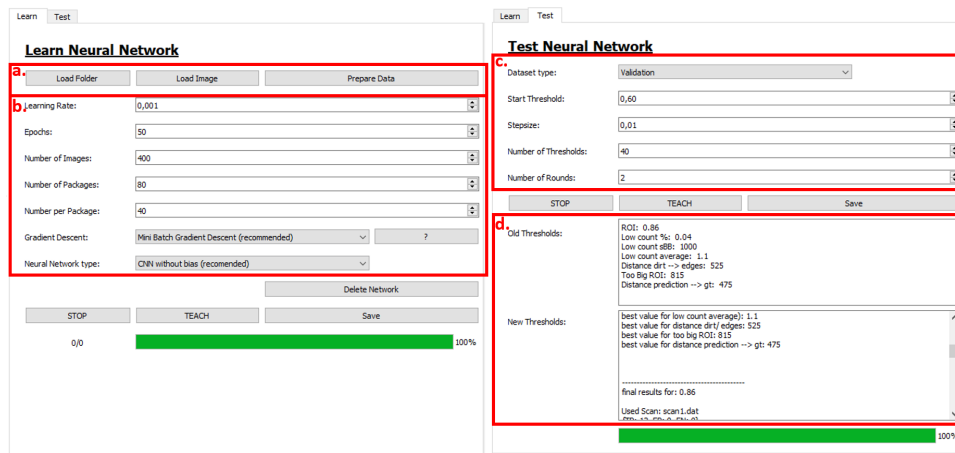 Learn Test
Learn Neural Network
a.
Load Folder Load Image Prepare Data
b.
Learning Rate: 0,001
Epochs: 50
Number of Images: 400
Number of Packages: 80
Number per Package: 40
Gradient Descent: Mini Batch Gradient Descent (recommended) ?
Neural Network type: CNN without bias (recomended)
Delete Network
STOP TEACH Save
0/0 100%
Learn Test
Test Neural Network
c.
Dataset type: Validation
Start Threshold: 0,60
Stepsize: 0,01
Number of Thresholds: 40
Number of Rounds: 2
STOP TEACH Save
d.
Old Thresholds:
ROI: 0.86
Low count %: 0.04
Low count sBB: 1000
Low count average: 1.1
Distance dirt --> edges: 525
Too Big ROI: 815
Distance prediction --> gt: 475
New Thresholds:
best value for low count average): 1.1
best value for distance dirt/ edges: 525
best value for too big ROI: 815
best value for distance prediction --> gt: 475
------------------------------------------
final results for: 0.86
Used Scan: scan1.dat
100%